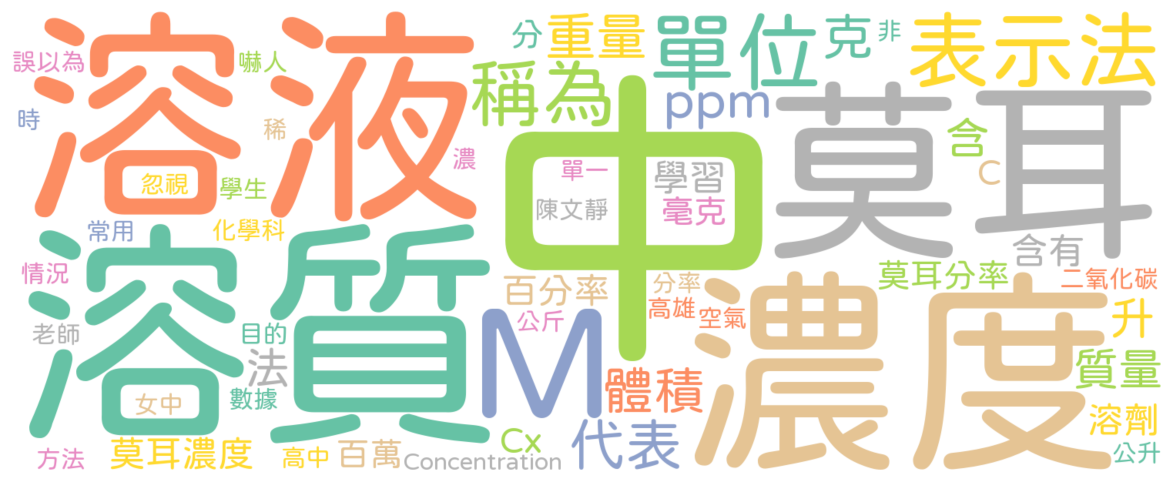 溶液
中
莫耳
溶質
濃度
M
單位
表示法
稱為
重量
克
非
分
ppm
誤以為
嚇人
時
稀
濃
忽視
學生
常用
化學科
單一
學習
陳文靜
毫克
含
C
含有
情況
老師
目的
法
女中
數據
方法
莫耳濃度
高中
百萬
Concentration
Cx
代表
體積
百分率
公斤
分率
高雄
空氣
莫耳分率
二氧化碳
升
質量
溶劑
公升